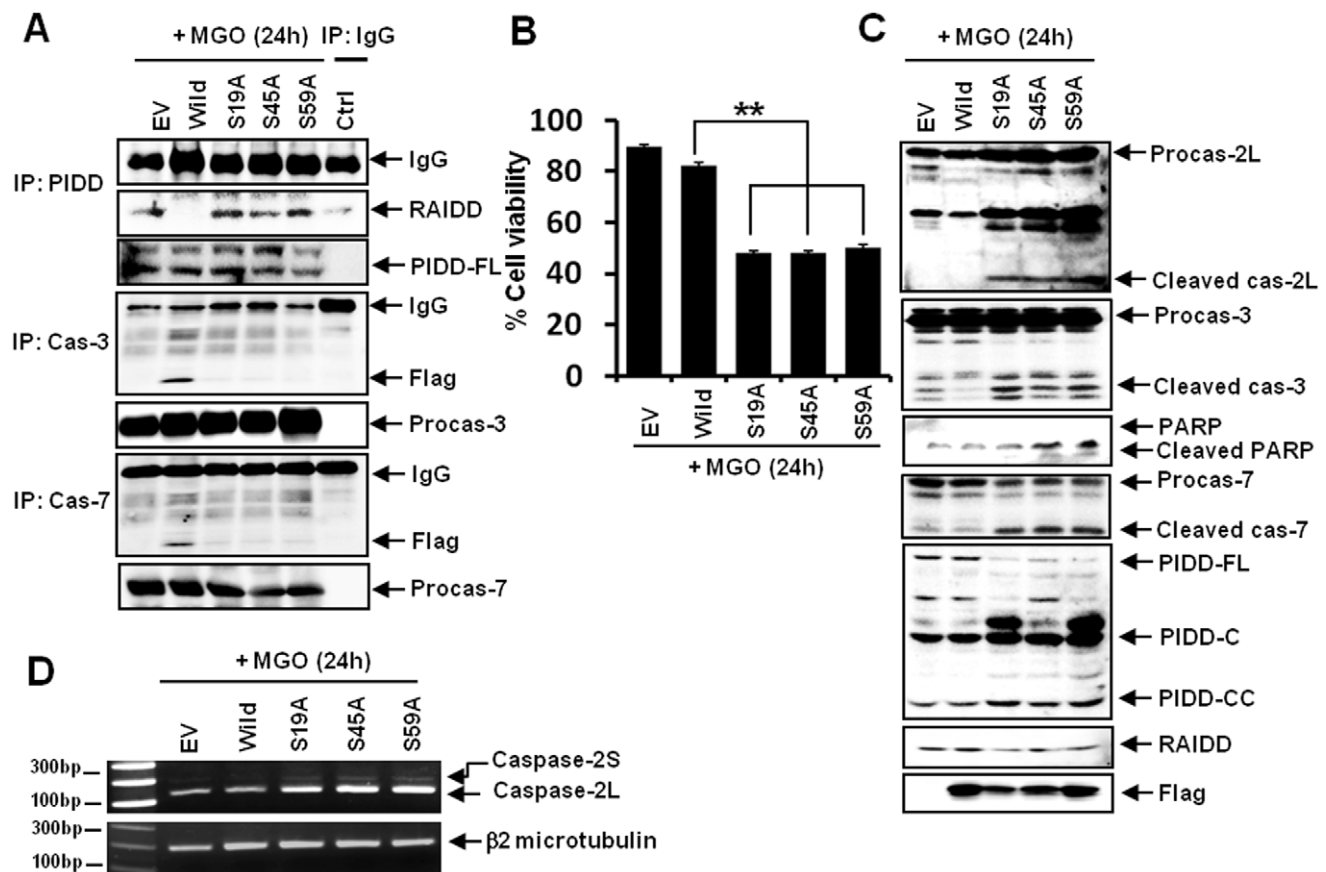 A
+ MGO (24h) IP: IgG
EV Wild S19A S45A S59A Ctrl
IP: PIDD
IgG
RAIDD
PIDD-FL
IP: Cas-3
IgG
Flag
Procas-3
IP: Cas-7
IgG
Flag
Procas-7
B
% Cell viability
100
80
60
40
20
0
**
EV Wild S19A S45A S59A
+ MGO (24h)
C
+ MGO (24h)
EV Wild S19A S45A S59A
Procas-2L
Cleaved cas-2L
Procas-3
Cleaved cas-3
PARP
Cleaved PARP
Procas-7
Cleaved cas-7
PIDD-FL
PIDD-C
PIDD-CC
RAIDD
Flag
D
+ MGO (24h)
EV Wild S19A S45A S59A
300bp
100bp
Caspase-2S
Caspase-2L
300bp
100bp
β2 microtubulin